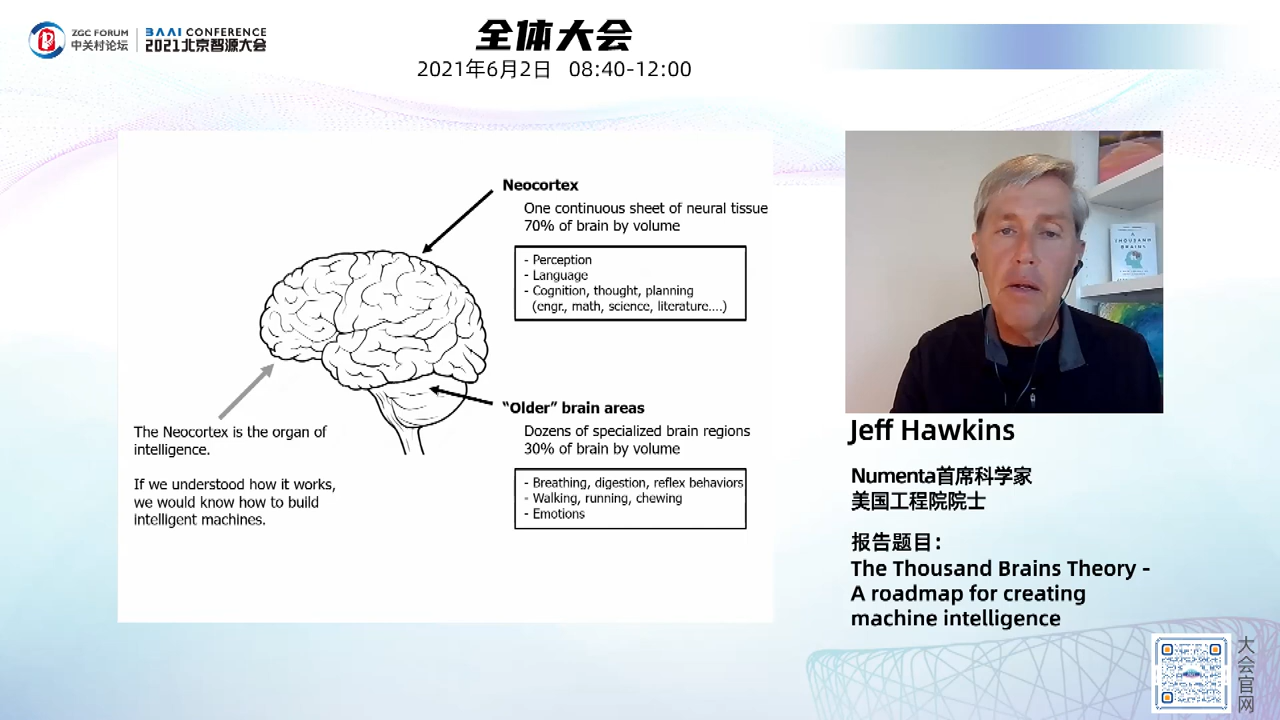 ZGC FORUM
中关村论坛
BAAI CONFERENCE
2021北京智源大会
全体大会
2021年6月2日 08:40-12:00
Neocortex
One continuous sheet of neural tissue
70% of brain by volume
- Perception
- Language
- Cognition, thought, planning
(engr., math, science, literature....)
"Older" brain areas
Dozens of specialized brain regions
30% of brain by volume
- Breathing, digestion, reflex behaviors
- Walking, running, chewing
- Emotions
The Neocortex is the organ of
intelligence.
If we understood how it works,
we would know how to build
intelligent machines.
A
THOUSAND
BRAINS
Jeff Hawkins
Numenta首席科学家
美国工程院院士
报告题目：
The Thousand Brains Theory -
A roadmap for creating
machine intelligence
大会官网